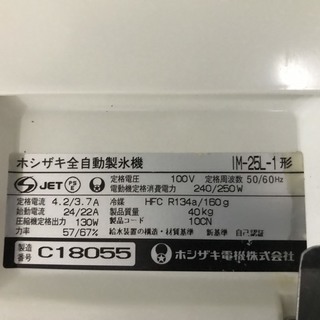 ホシザキ全自動製氷機 IM-25L-1形
JET PS E 定格電圧 100V 定格周波数 50/60Hz
電動機定格消費電力 240/250W
定格電流 4.2/3.7A 冷媒 HFC R134a/160g
始動電流 24/22A 製品質量 40kg
圧縮機定格出力 130W 製品コード 10CN
力率 57/67% 給水装置の構造・材質 基準適合 新 自己認証
製造番号 C18055 ホシザキ電機株式会社